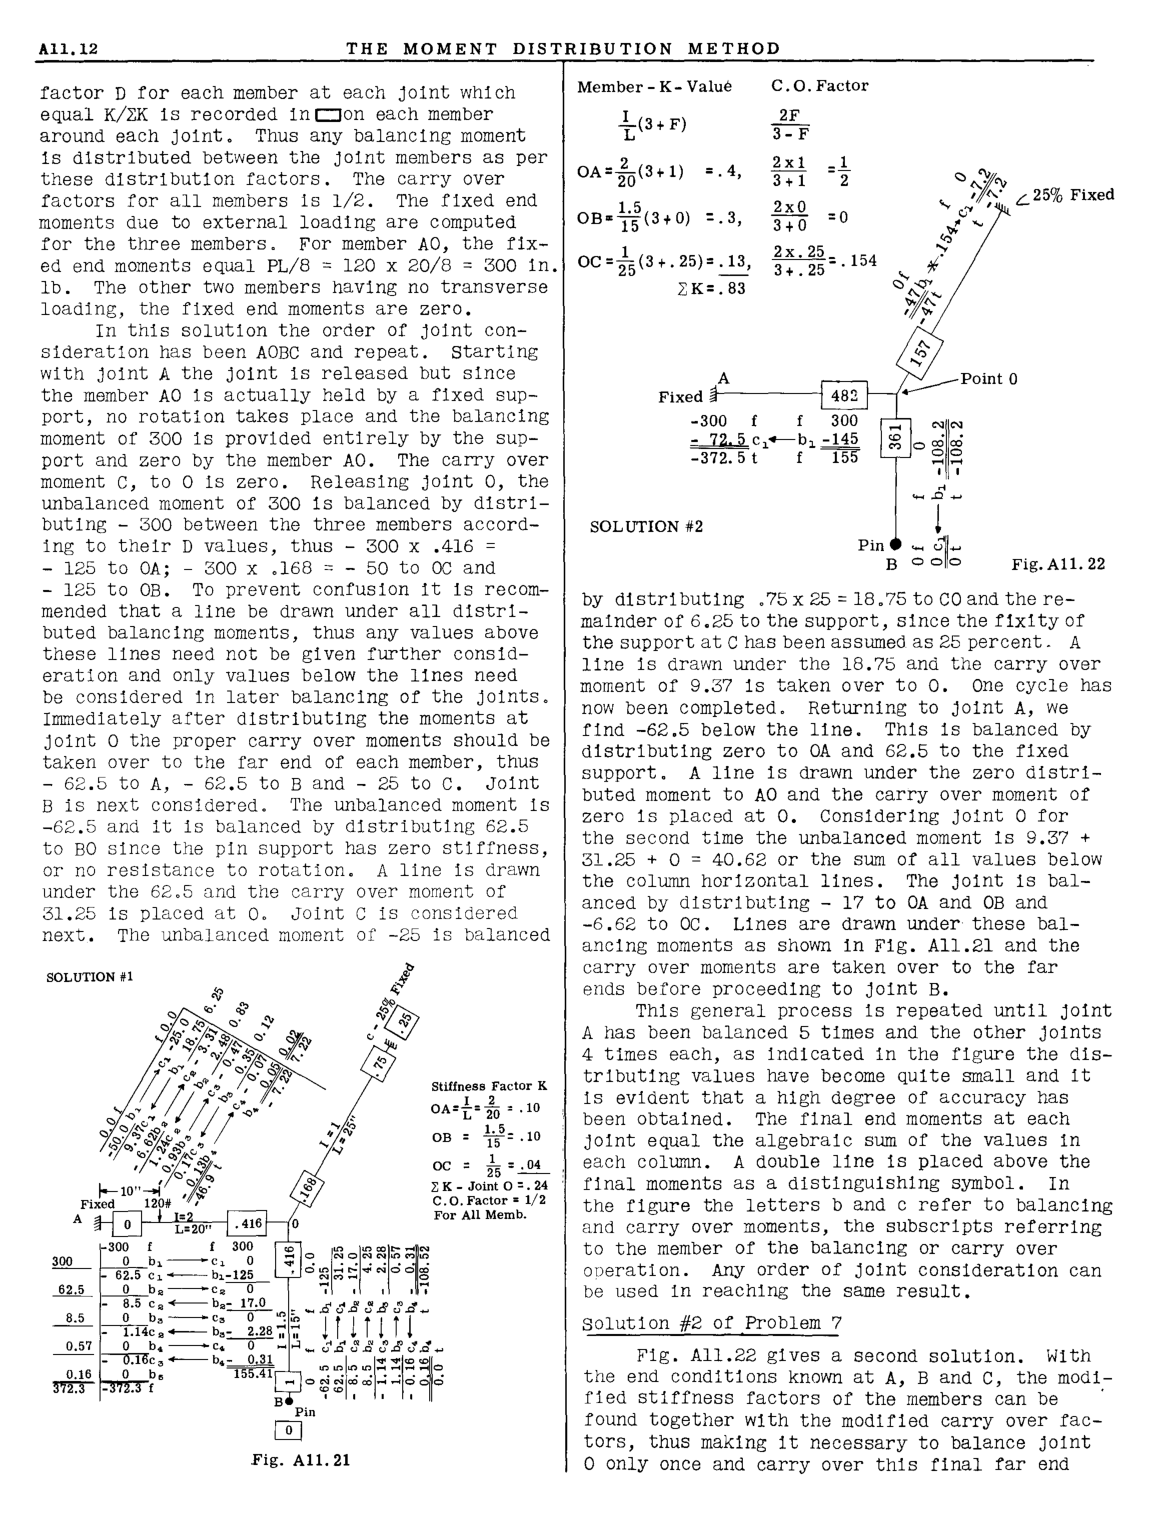 A11.12
THE MOMENT DISTRIBUTION METHOD
factor D for each member at each joint which
equal K/ΣK is recorded in ▭ on each member
around each joint. Thus any balancing moment
is distributed between the joint members as per
these distribution factors. The carry over
factors for all members is 1/2. The fixed end
moments due to external loading are computed
for the three members. For member AO, the fix-
ed end moments equal PL/8 = 120 x 20/8 = 300 in.
lb. The other two members having no transverse
loading, the fixed end moments are zero.
In this solution the order of joint con-
sideration has been AOBC and repeat. Starting
with joint A the joint is released but since
the member AO is actually held by a fixed sup-
port, no rotation takes place and the balancing
moment of 300 is provided entirely by the sup-
port and zero by the member AO. The carry over
moment C, to O is zero. Releasing joint O, the
unbalanced moment of 300 is balanced by distri-
buting - 300 between the three members accord-
ing to their D values, thus - 300 x .416 =
- 125 to OA; - 300 x .168 = - 50 to OC and
- 125 to OB. To prevent confusion it is recom-
mended that a line be drawn under all distri-
buted balancing moments, thus any values above
these lines need not be given further consid-
eration and only values below the lines need
be considered in later balancing of the joints.
Immediately after distributing the moments at
joint O the proper carry over moments should be
taken over to the far end of each member, thus
- 62.5 to A, - 62.5 to B and - 25 to C. Joint
B is next considered. The unbalanced moment is
-62.5 and it is balanced by distributing 62.5
to BO since the pin support has zero stiffness,
or no resistance to rotation. A line is drawn
under the 62.5 and the carry over moment of
31.25 is placed at O. Joint C is considered
next. The unbalanced moment of -25 is balanced
SOLUTION #1
f 0.0
c1 -25.0
b1 18.75 6.25
c2 - 3.31
b2 2.48 0.83
c3 - 0.47
b3 0.35 0.12
c4 - 0.07
b4 0.05 0.02
- 7.22 7.22
0.0 f
-50.0 b1
9.37c1
- 6.62b2
1.24c2
- 0.93b3
0.17c3
- 0.13b4
-46.9 t
c - 25% Fixed
.25
.75
I=1
L=25"
.168
Stiffness Factor K
OA = I/L = 2/20 = .10
OB = 1.5/15 = .10
OC = 1/25 = .04
ΣK - Joint O = .24
C.O. Factor = 1/2
For All Memb.
10"
Fixed 120#
A 0 I=2 L=20" .416 0
-300 f f 300
300 0 b1 c1 0
- 62.5 c1 b1-125
62.5 0 b2 c2 0
- 8.5 c2 b2- 17.0
8.5 0 b3 c3 0
- 1.14c2 b3- 2.28
0.57 0 b4 c4 0
- 0.16c3 b4- 0.31
0.16 0 b5 155.41
372.3 -372.3 f
.416
I=1.5
L=15"
1
f 0.0
b1 -125
c1 31.25
b2 - 17.0
c2 4.25
b3 - 2.28
c3 0.57
b4 0.31
t -108.52
f 0
c1 -62.5
b1 62.5
c2 - 8.5
b2 8.5
c3 - 1.14
b3 1.14
c4 - 0.16
b4 0.16
t 0.0
B
Pin
0
Fig. A11.21
Member - K - Value C.O. Factor
I/L (3 + F) 2F/3 - F
OA = 2/20 (3 + 1) = .4, 2 x 1/3 + 1 = 1/2
OB = 1.5/15 (3 + 0) = .3, 2 x 0/3 + 0 = 0
OC = 1/25 (3 + .25) = .13, 2 x .25/3 + .25 = .154
ΣK = .83
f 0
c1 -7.2
t -7.2
25% Fixed
x .154
0f
-47b1
-47t
157
A
Fixed
482
Point 0
-300 f f 300
- 72.5 c1 b1 -145
-372.5 t f 155
361
f 0
b1 -108.2
t -108.2
SOLUTION #2
Pin
B
0 f
0 c1
0 t
Fig. A11.22
by distributing .75 x 25 = 18.75 to CO and the re-
mainder of 6.25 to the support, since the fixity of
the support at C has been assumed as 25 percent. A
line is drawn under the 18.75 and the carry over
moment of 9.37 is taken over to O. One cycle has
now been completed. Returning to joint A, we
find -62.5 below the line. This is balanced by
distributing zero to OA and 62.5 to the fixed
support. A line is drawn under the zero distri-
buted moment to AO and the carry over moment of
zero is placed at O. Considering joint O for
the second time the unbalanced moment is 9.37 +
31.25 + 0 = 40.62 or the sum of all values below
the column horizontal lines. The joint is bal-
anced by distributing - 17 to OA and OB and
-6.62 to OC. Lines are drawn under these bal-
ancing moments as shown in Fig. A11.21 and the
carry over moments are taken over to the far
ends before proceeding to joint B.
This general process is repeated until joint
A has been balanced 5 times and the other joints
4 times each, as indicated in the figure the dis-
tributing values have become quite small and it
is evident that a high degree of accuracy has
been obtained. The final end moments at each
joint equal the algebraic sum of the values in
each column. A double line is placed above the
final moments as a distinguishing symbol. In
the figure the letters b and c refer to balancing
and carry over moments, the subscripts referring
to the member of the balancing or carry over
operation. Any order of joint consideration can
be used in reaching the same result.
Solution #2 of Problem 7
Fig. A11.22 gives a second solution. With
the end conditions known at A, B and C, the modi-
fied stiffness factors of the members can be
found together with the modified carry over fac-
tors, thus making it necessary to balance joint
O only once and carry over this final far end